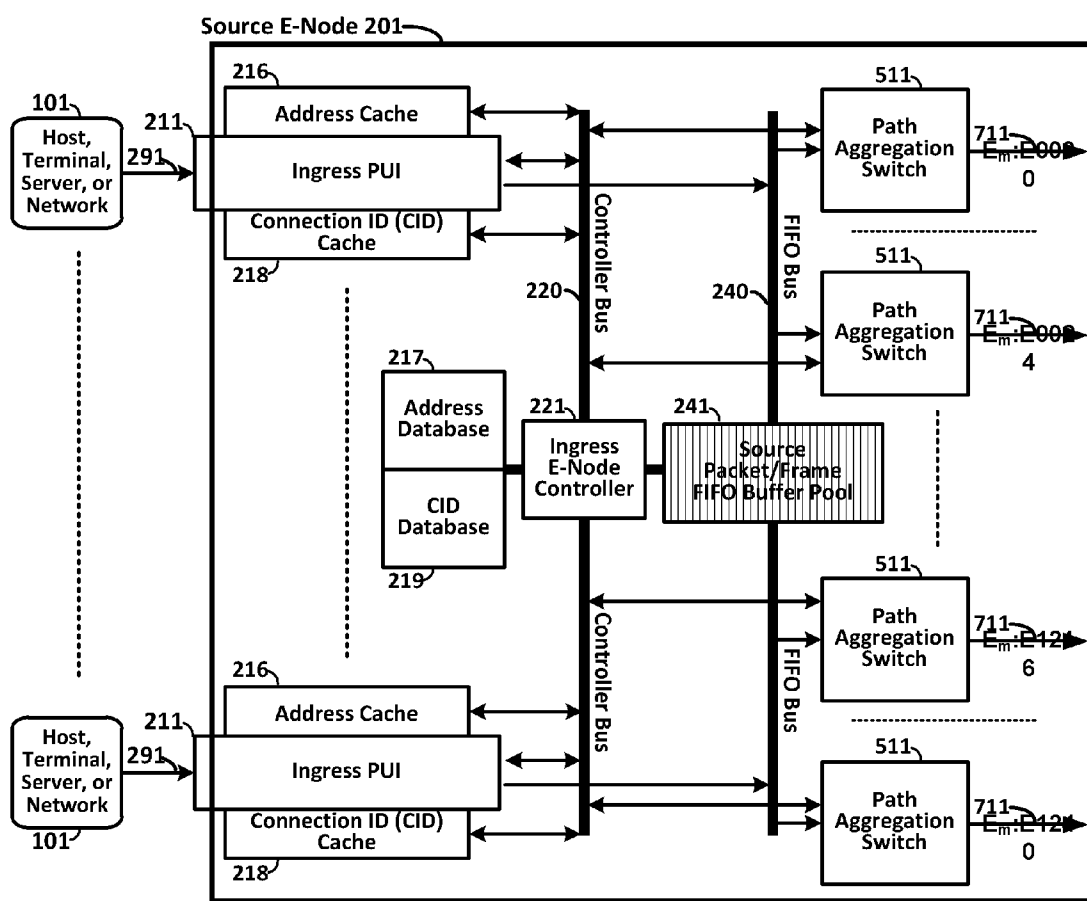 Source E-Node 201
216
Address Cache
101
Host,
Terminal,
Server, or
Network
291
211
Ingress PUI
Connection ID (CID)
Cache
218
Controller Bus
220
FIFO Bus
240
511
Path
Aggregation
Switch
711
0
511
Path
Aggregation
Switch
711
4
217
Address
Database
CID
Database
219
221
Ingress
E-Node
Controller
241
Source
Packet/Frame
FIFO Buffer Pool
Controller Bus
FIFO Bus
511
Path
Aggregation
Switch
711
6
216
Address Cache
211
Host,
Terminal,
Server, or
Network
101
291
Ingress PUI
Connection ID (CID)
Cache
218
511
Path
Aggregation
Switch
711
0